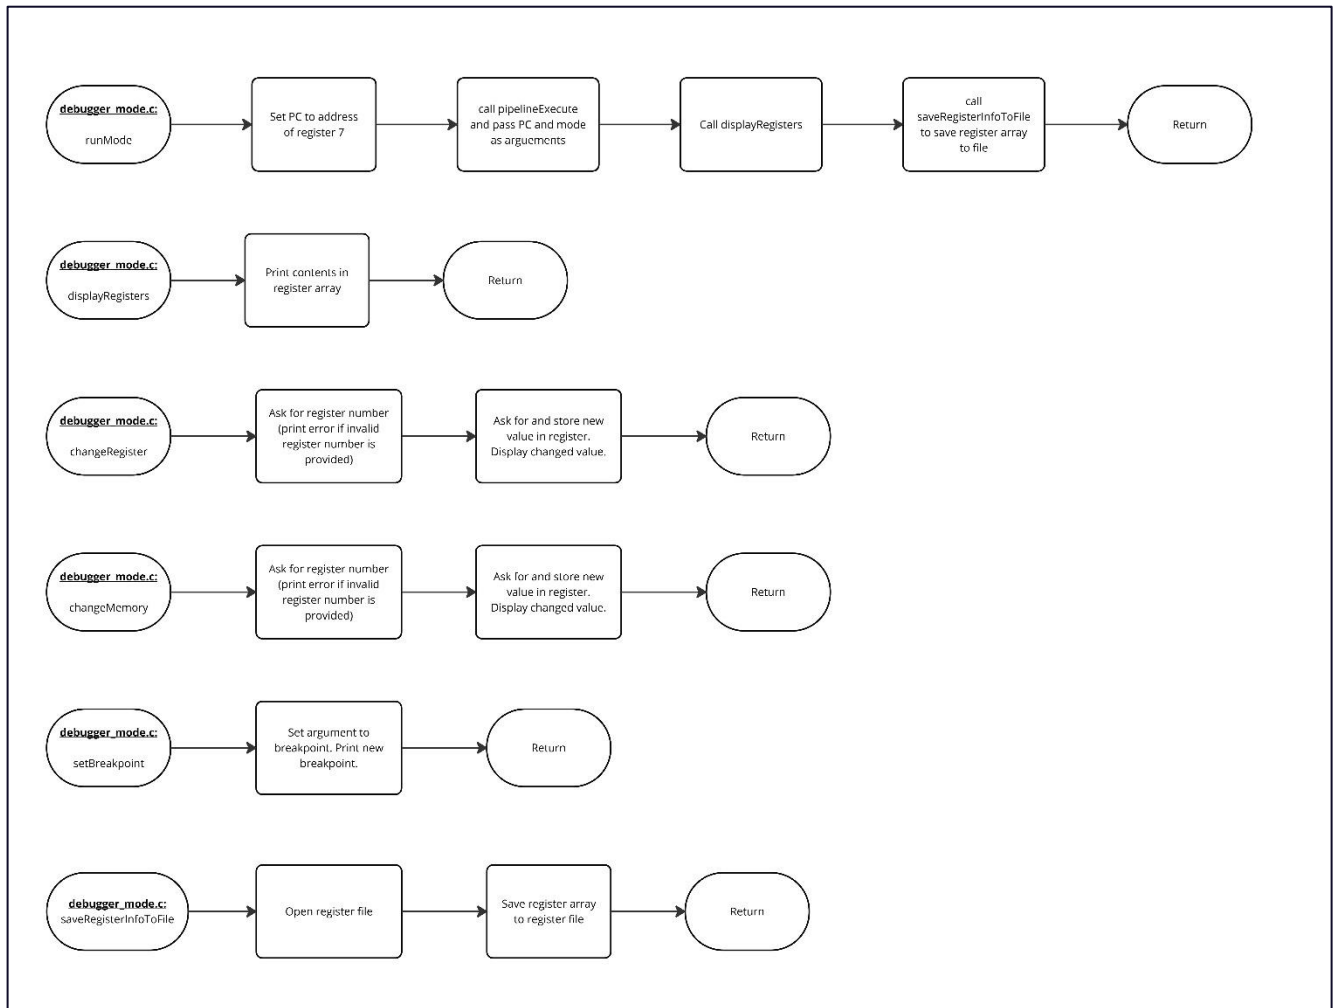 debugger_mode.c:
runMode
Set PC to address
of register 7
call pipelineExecute
and pass PC and mode
as arguements
Call displayRegisters
call
saveRegisterInfoToFile
to save register array
to file
Return
debugger_mode.c:
displayRegisters
Print contents in
register array
Return
debugger_mode.c:
changeRegister
Ask for register number
(print error if invalid
register number is
provided)
Ask for and store new
value in register.
Display changed value.
Return
debugger_mode.c:
changeMemory
Ask for register number
(print error if invalid
register number is
provided)
Ask for and store new
value in register.
Display changed value.
Return
debugger_mode.c:
setBreakpoint
Set argument to
breakpoint. Print new
breakpoint.
Return
debugger_mode.c:
saveRegisterInfoToFile
Open register file
Save register array
to register file
Return